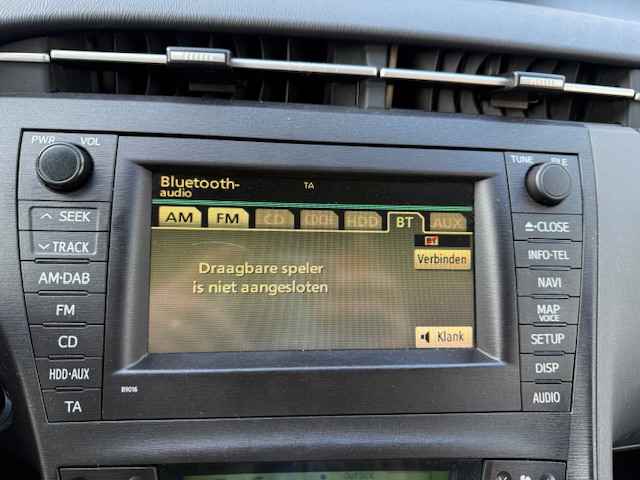 PWR VOL
TUNE
SEEK
TRACK
AM·DAB
FM
CD
HDD·AUX
TA
Bluetooth-
audio
TA
AM FM CD HDD BT AUX
BT
Verbinden
Draagbare speler
is niet aangesloten
Klank
CLOSE
INFO·TEL
NAVI
MAP
VOICE
SETUP
DISP
AUDIO
B9016